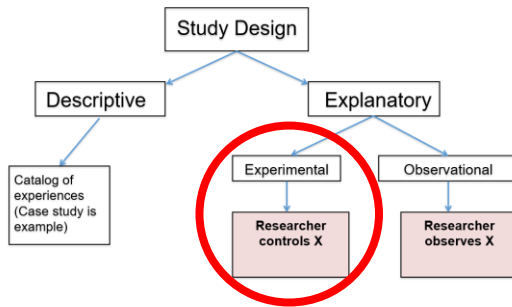 Study Design
Descriptive
Explanatory
Catalog of
experiences
(Case study is
example)
Experimental
Observational
Researcher
controls X
Researcher
observes X